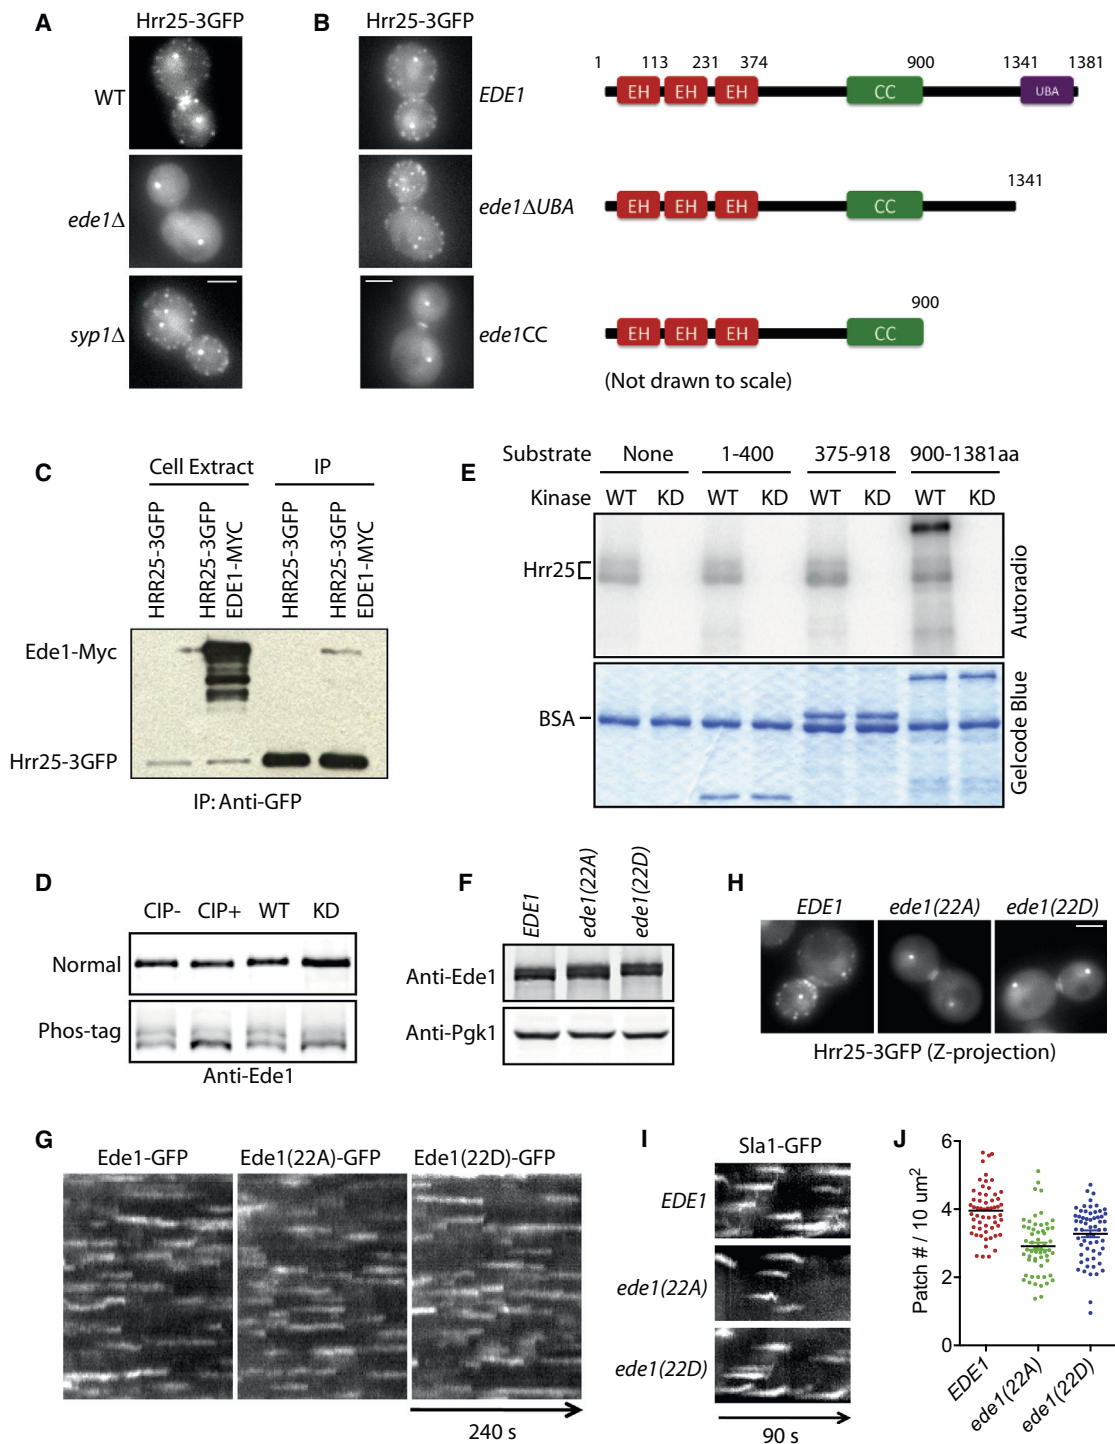 A
Hrr25-3GFP
WT
ede1Δ
syp1Δ
B
Hrr25-3GFP
EDE1
ede1ΔUBA
ede1CC
1 113 231 374 900 1341 1381
EH EH EH CC UBA
1341
EH EH EH CC
900
EH EH EH CC
(Not drawn to scale)
C
Cell Extract IP
HRR25-3GFP
HRR25-3GFP
EDE1-MYC
HRR25-3GFP
HRR25-3GFP
EDE1-MYC
Ede1-Myc
Hrr25-3GFP
IP: Anti-GFP
E
Substrate None 1-400 375-918 900-1381aa
Kinase WT KD WT KD WT KD WT KD
Hrr25
Autoradio
BSA
Gelcode Blue
D
CIP- CIP+ WT KD
Normal
Phos-tag
Anti-Ede1
F
EDE1
ede1(22A)
ede1(22D)
Anti-Ede1
Anti-Pgk1
H
EDE1 ede1(22A) ede1(22D)
Hrr25-3GFP (Z-projection)
G
Ede1-GFP Ede1(22A)-GFP Ede1(22D)-GFP
240 s
I
Sla1-GFP
EDE1
ede1(22A)
ede1(22D)
90 s
J
Patch # / 10 um²
6
4
2
0
EDE1
ede1(22A)
ede1(22D)